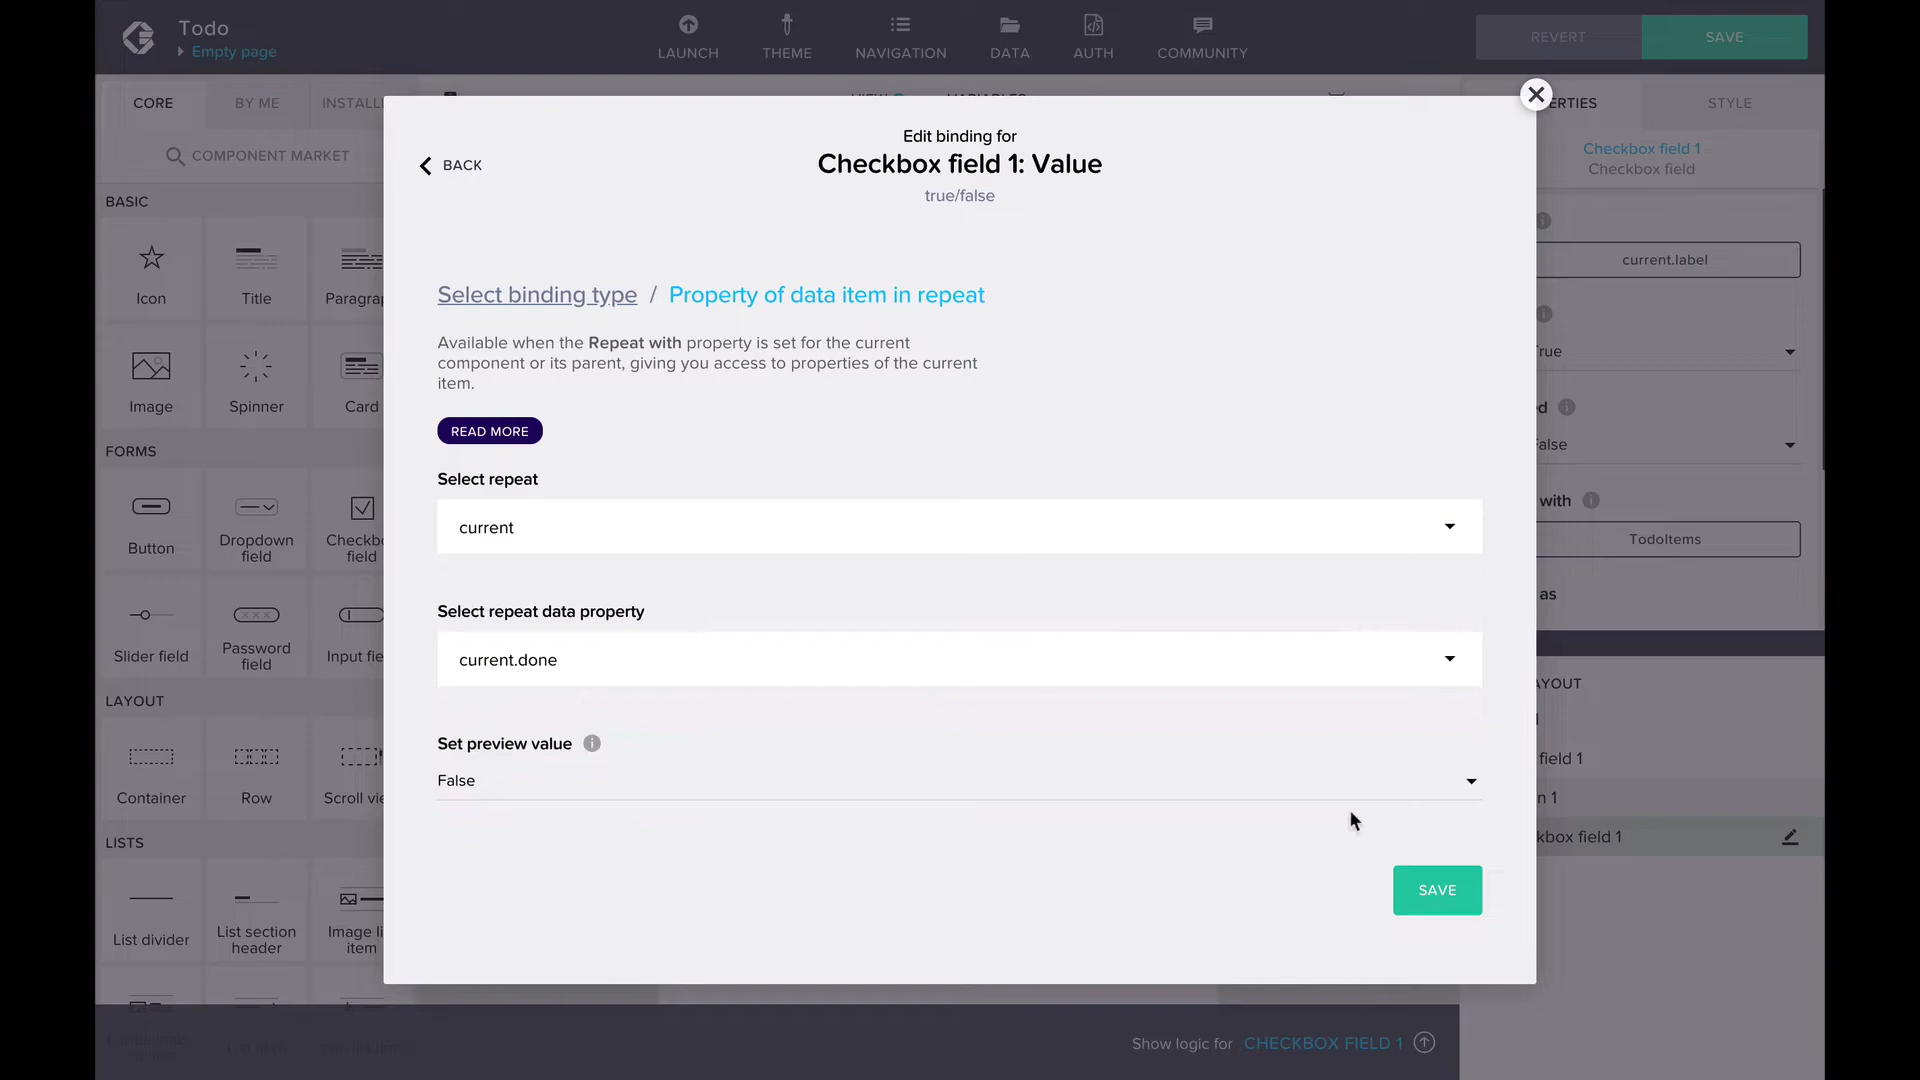 Todo
Empty page
LAUNCH
THEME
NAVIGATION
DATA
AUTH
COMMUNITY
REVERT
SAVE
CORE
BY ME
INSTALL
COMPONENT MARKET
BASIC
Icon
Title
Paragrap
Image
Spinner
Card
FORMS
Button
Dropdown
field
Checkbo
field
Slider field
Password
field
Input fie
LAYOUT
Container
Row
Scroll vie
LISTS
List divider
List section
header
Image li
item
Edit binding for
BACK
Checkbox field 1: Value
true/false
Select binding type / Property of data item in repeat
Available when the Repeat with property is set for the current
component or its parent, giving you access to properties of the current
item.
READ MORE
Select repeat
current
Select repeat data property
current.done
Set preview value
False
SAVE
ERTIES
STYLE
Checkbox field 1
Checkbox field
current.label
True
d
False
with
TodoItems
as
AYOUT
1
field 1
n 1
kbox field 1
Show logic for CHECKBOX FIELD 1